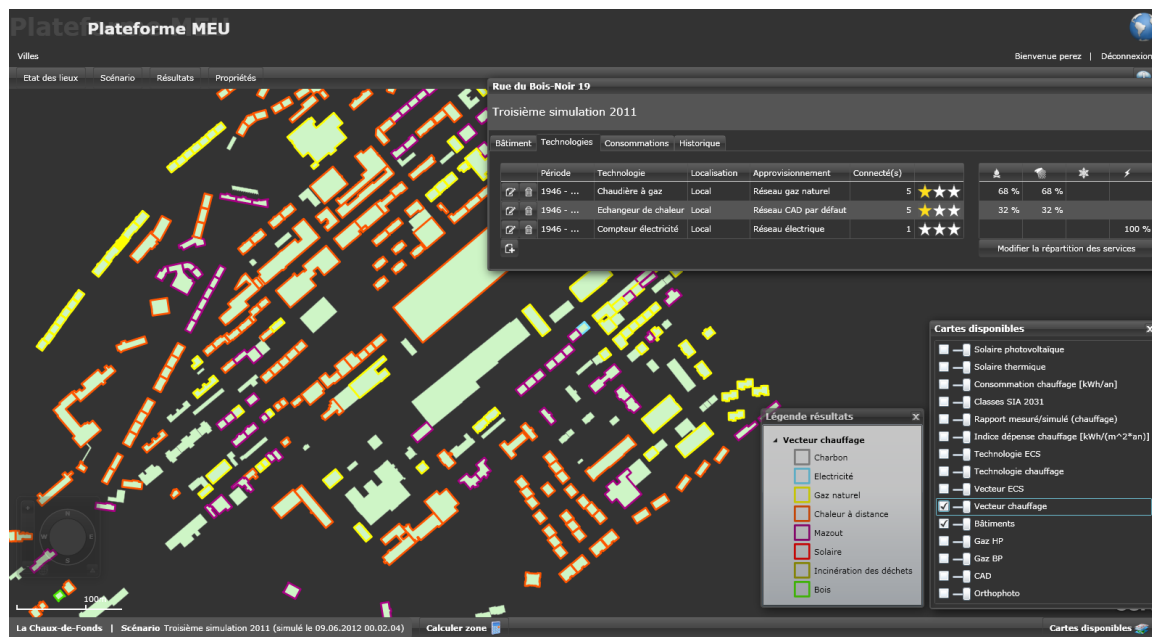 Plateforme MEU
Villes
Bienvenue perez | Déconnexion
Etat des lieux Scénario Résultats Propriétés
Rue du Bois-Noir 19
Troisième simulation 2011
Bâtiment Technologies Consommations Historique
Période Technologie Localisation Approvisionnement Connecté(s)
1946 - ... Chaudière à gaz Local Réseau gaz naturel 5 68 % 68 %
1946 - ... Echangeur de chaleur Local Réseau CAD par défaut 5 32 % 32 %
1946 - ... Compteur électricité Local Réseau électrique 1 100 %
Modifier la répartition des services
Cartes disponibles x
Solaire photovoltaïque
Solaire thermique
Consommation chauffage [kWh/an]
Classes SIA 2031
Rapport mesuré/simulé (chauffage)
Indice dépense chauffage [kWh/(m^2*an)]
Technologie ECS
Technologie chauffage
Vecteur ECS
Vecteur chauffage
Bâtiments
Gaz HP
Gaz BP
CAD
Orthophoto
Légende résultats x
Vecteur chauffage
Charbon
Electricité
Gaz naturel
Chaleur à distance
Mazout
Solaire
Incinération des déchets
Bois
La Chaux-de-Fonds | Scénario Troisième simulation 2011 (simulé le 09.06.2012 00.02.04) Calculer zone
Cartes disponibles